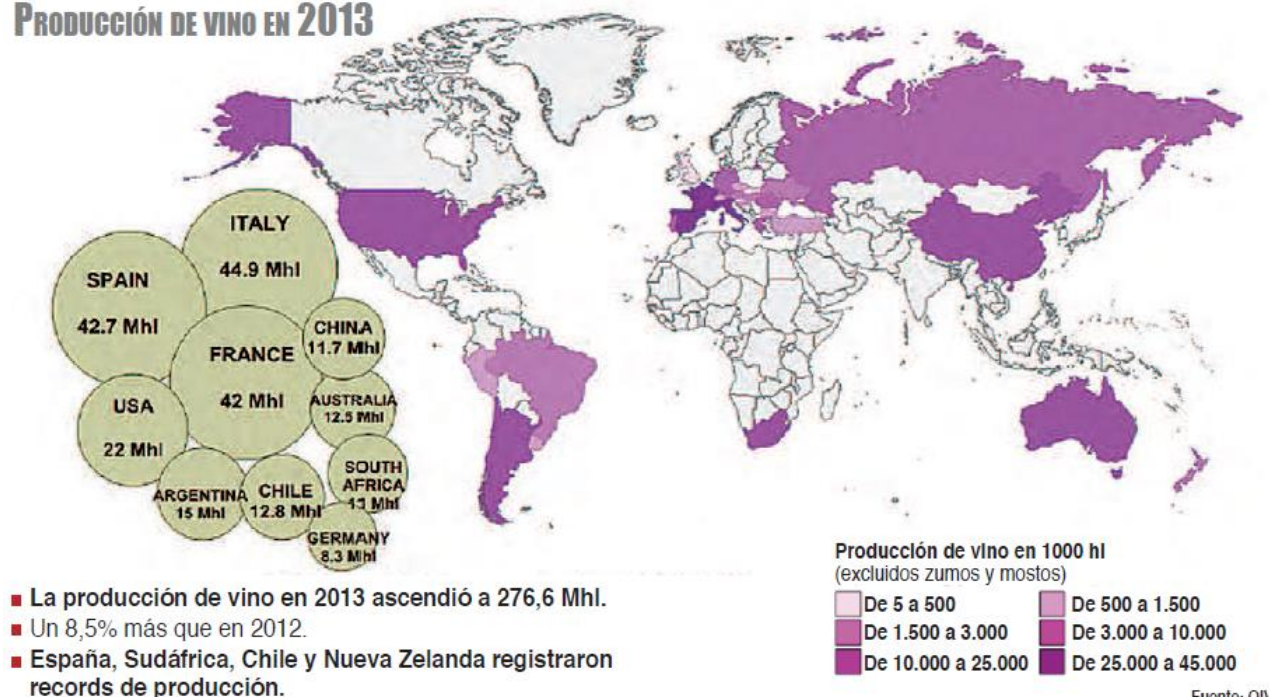 PRODUCCIÓN DE VINO EN 2013
ITALY
44.9 Mhl
SPAIN
42.7 Mhl
FRANCE
42 Mhl
CHINA
11.7 Mhl
USA
22 Mhl
AUSTRALIA
12.5 Mhl
ARGENTINA
15 Mhl
CHILE
12.8 Mhl
SOUTH
AFRICA
Mhl
GERMANY
8.3 Mhl
La producción de vino en 2013 ascendió a 276,6 Mhl.
Un 8,5% más que en 2012.
España, Sudáfrica, Chile y Nueva Zelanda registraron
records de producción.
Producción de vino en 1000 hl
(excluidos zumos y mostos)
De 5 a 500
De 500 a 1.500
De 1.500 a 3.000
De 3.000 a 10.000
De 10.000 a 25.000
De 25.000 a 45.000